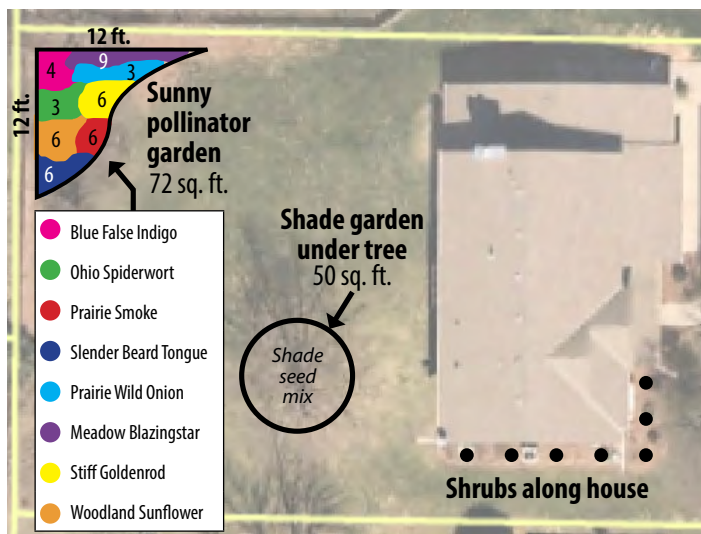 12 ft.
12 ft.
4
9
3
3
6
6
6
6
Sunny
pollinator
garden
72 sq. ft.
Blue False Indigo
Ohio Spiderwort
Prairie Smoke
Slender Beard Tongue
Prairie Wild Onion
Meadow Blazingstar
Stiff Goldenrod
Woodland Sunflower
Shade garden
under tree
50 sq. ft.
Shade
seed
mix
Shrubs along house